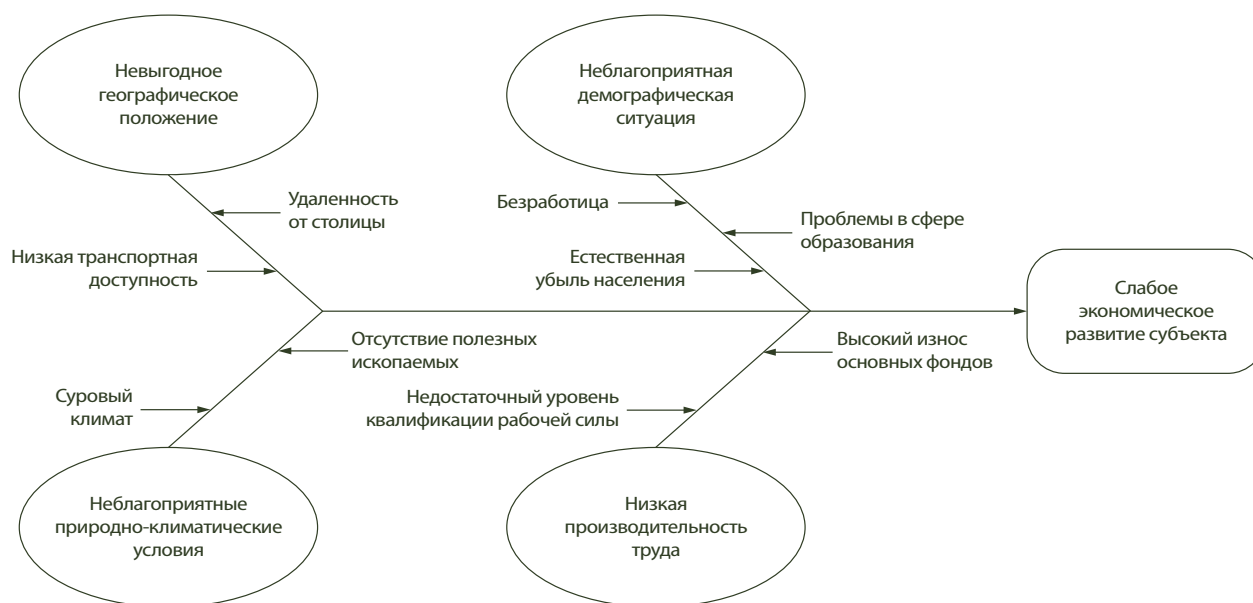 Невыгодное
географическое
положение
Неблагоприятная
демографическая
ситуация
Удаленность
от столицы
Безработица
Проблемы в сфере
образования
Низкая транспортная
доступность
Естественная
убыль населения
Слабое
экономическое
развитие субъекта
Отсутствие полезных
ископаемых
Высокий износ
основных фондов
Суровый
климат
Недостаточный уровень
квалификации рабочей силы
Неблагоприятные
природно-климатические
условия
Низкая
производительность
труда